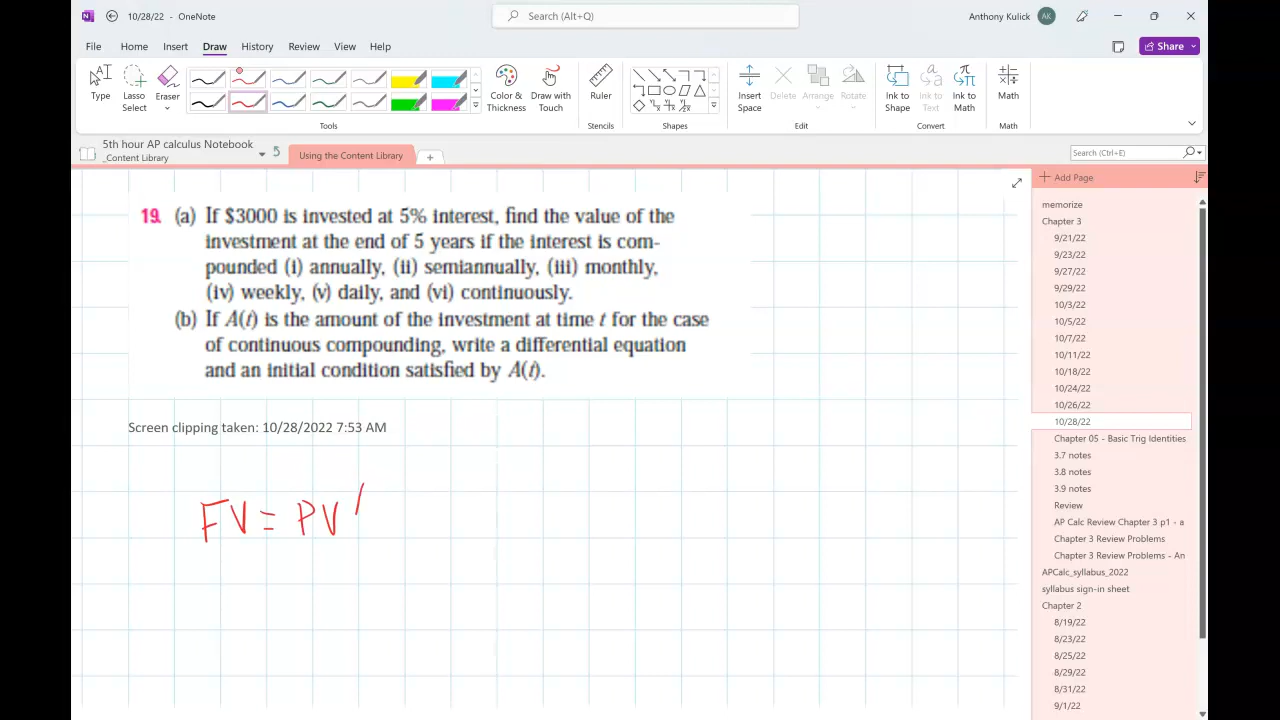 10/28/22 - OneNote
Search (Alt+Q)
Anthony Kulick
AK
File Home Insert Draw History Review View Help
Share
Type
Lasso Select
Eraser
Color & Thickness
Draw with Touch
Ruler
Insert Space
Delete
Arrange
Rotate
Ink to Shape
Ink to Text
Ink to Math
Math
Tools
Stencils
Shapes
Edit
Convert
Math
5th hour AP calculus Notebook
_Content Library
Using the Content Library
Search (Ctrl+E)
19. (a) If $3000 is invested at 5% interest, find the value of the
investment at the end of 5 years if the interest is com-
pounded (i) annually, (ii) semiannually, (iii) monthly,
(iv) weekly, (v) daily, and (vi) continuously.
(b) If A(t) is the amount of the investment at time t for the case
of continuous compounding, write a differential equation
and an initial condition satisfied by A(t).
Screen clipping taken: 10/28/2022 7:53 AM
FV = PV (
Add Page
memorize
Chapter 3
9/21/22
9/23/22
9/27/22
9/29/22
10/3/22
10/5/22
10/7/22
10/11/22
10/18/22
10/24/22
10/26/22
10/28/22
Chapter 05 - Basic Trig Identities
3.7 notes
3.8 notes
3.9 notes
Review
AP Calc Review Chapter 3 p1 - a
Chapter 3 Review Problems
Chapter 3 Review Problems - An
APCalc_syllabus_2022
syllabus sign-in sheet
Chapter 2
8/19/22
8/23/22
8/25/22
8/29/22
8/31/22
9/1/22